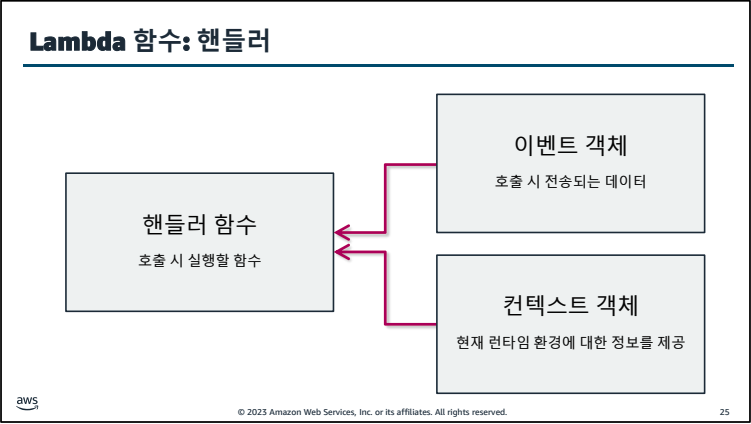 Lambda 함수: 핸들러
이벤트 객체
호출 시 전송되는 데이터
핸들러 함수
호출 시 실행할 함수
컨텍스트 객체
현재 런타임 환경에 대한 정보를 제공
aws
© 2023 Amazon Web Services, Inc. or its affiliates. All rights reserved.
25